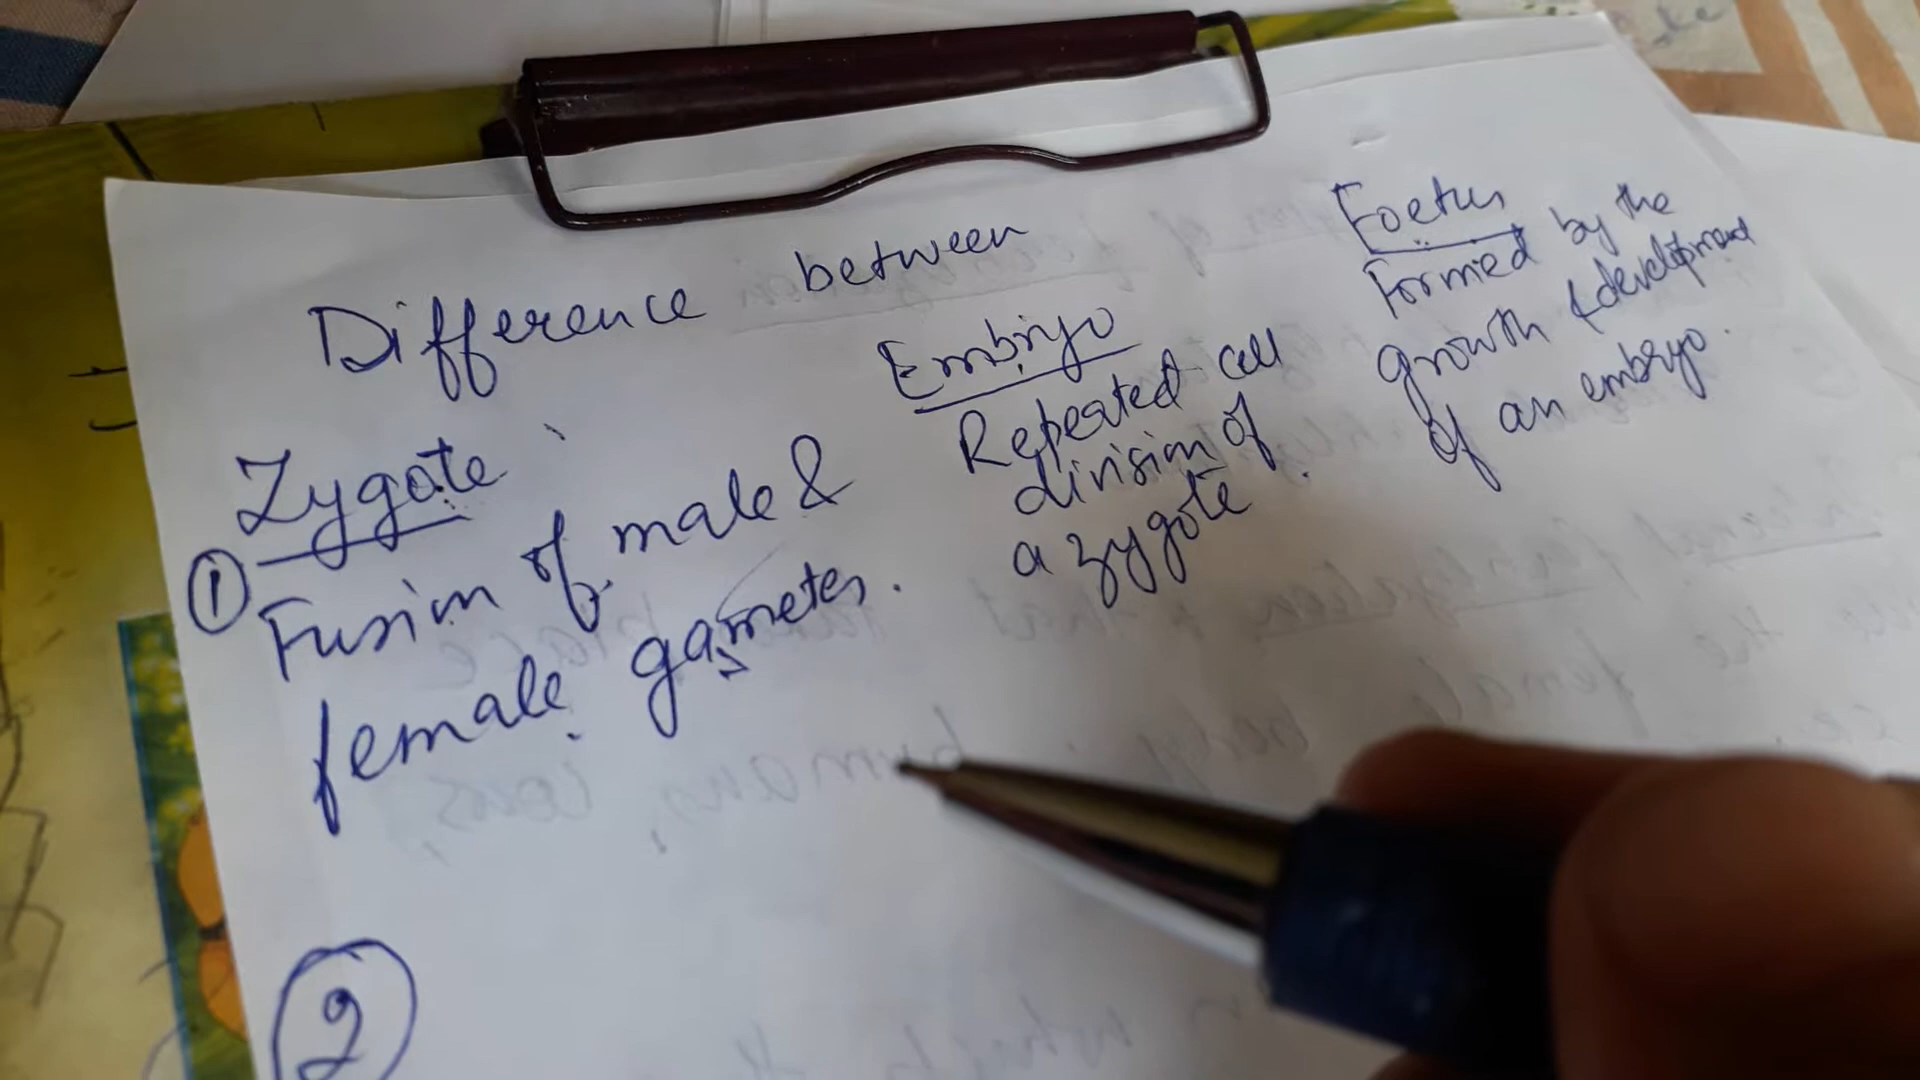 Difference between
Zygote
① Fusion of male &
female gametes.
Embryo
Repeated cell
division of
a zygote.
Foetus
Formed by the
growth & development
of an embryo.
②